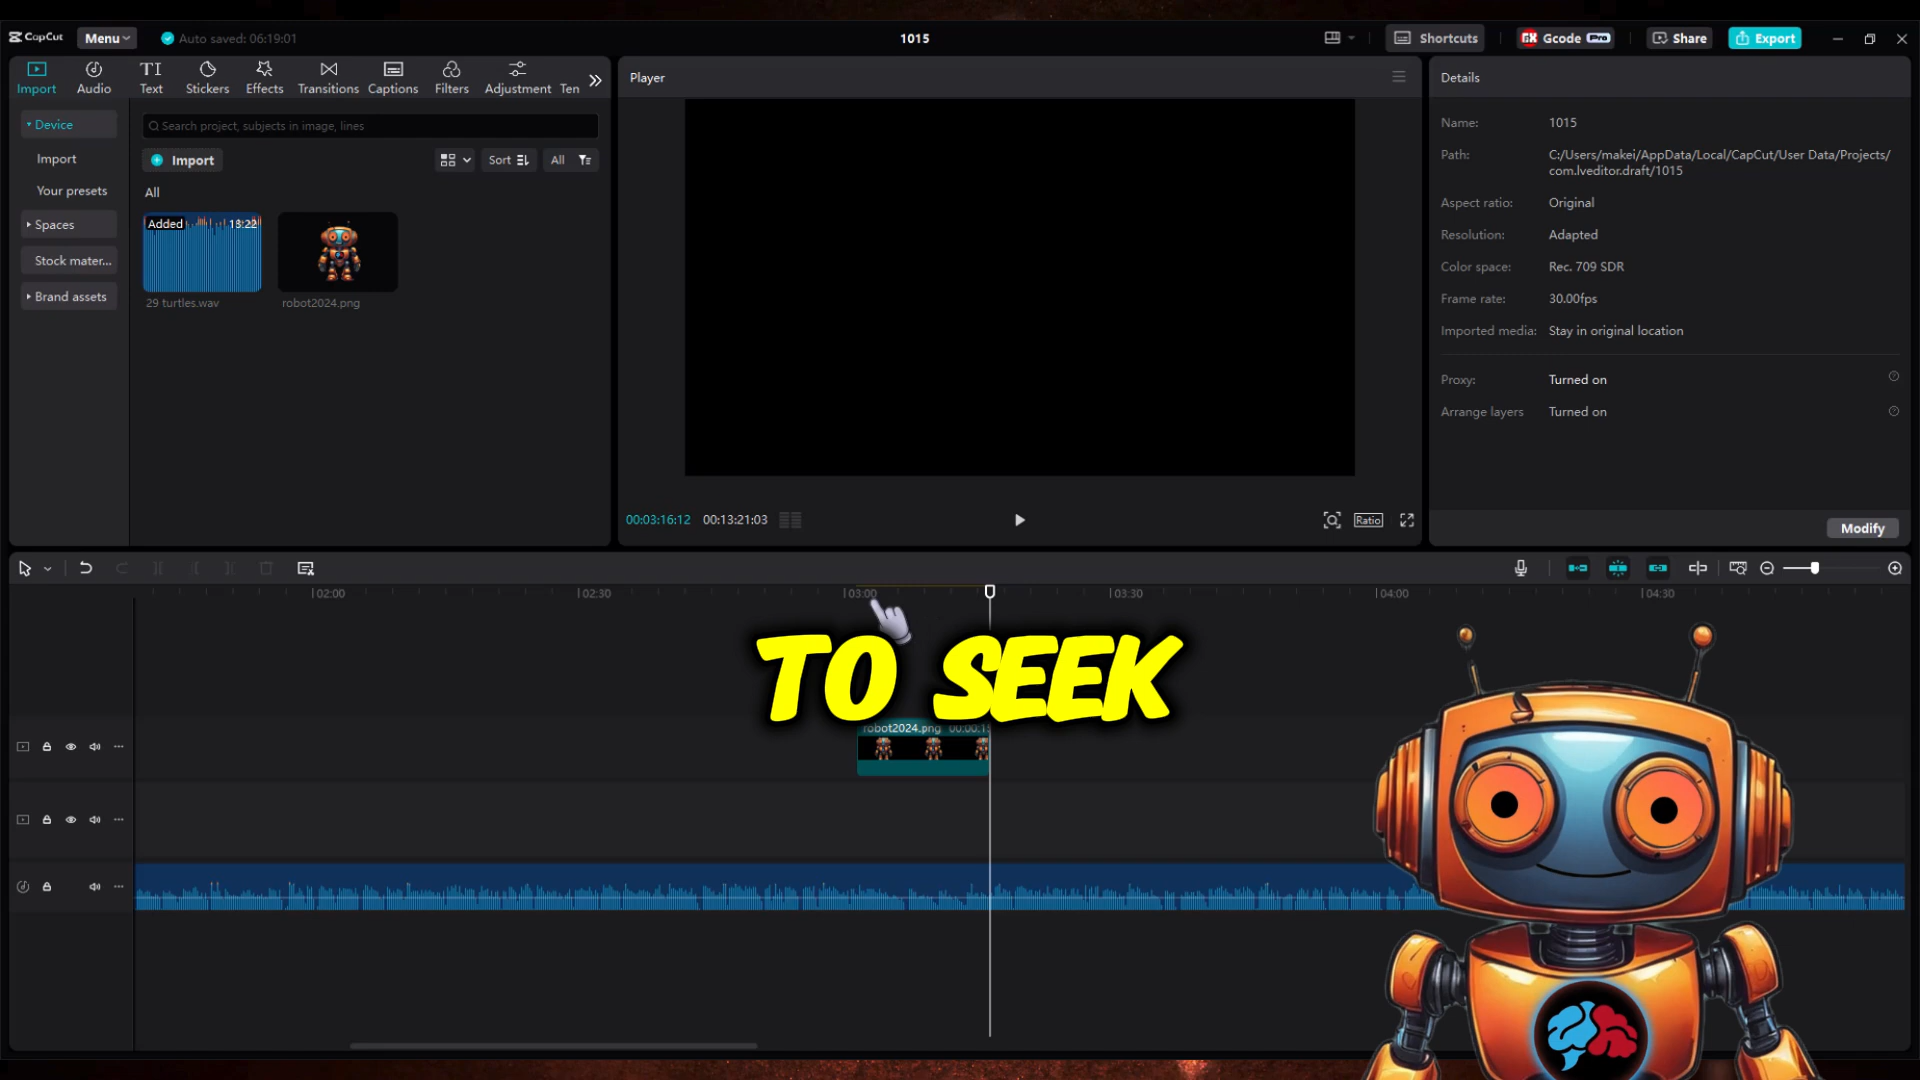 CapCut
Menu
Auto saved: 06:19:01
1015
Shortcuts
Gcode Pro
Share
Export
Import
Audio
TI
Text
Stickers
Effects
Transitions
Captions
Filters
Adjustment
Ten
Device
Import
Your presets
Spaces
Stock mater...
Brand assets
Search project, subjects in image, lines
Import
Sort
All
All
Added
13:22
29 turtles.wav
robot2024.png
Player
00:03:16:12
00:13:21:03
Ratio
Details
Name:
1015
Path:
C:/Users/makei/AppData/Local/CapCut/User Data/Projects/
com.lveditor.draft/1015
Aspect ratio:
Original
Resolution:
Adapted
Color space:
Rec. 709 SDR
Frame rate:
30.00fps
Imported media:
Stay in original location
Proxy:
Turned on
Arrange layers
Turned on
Modify
02:00
02:30
03:00
03:30
04:00
04:30
TO SEEK
robot2024.png